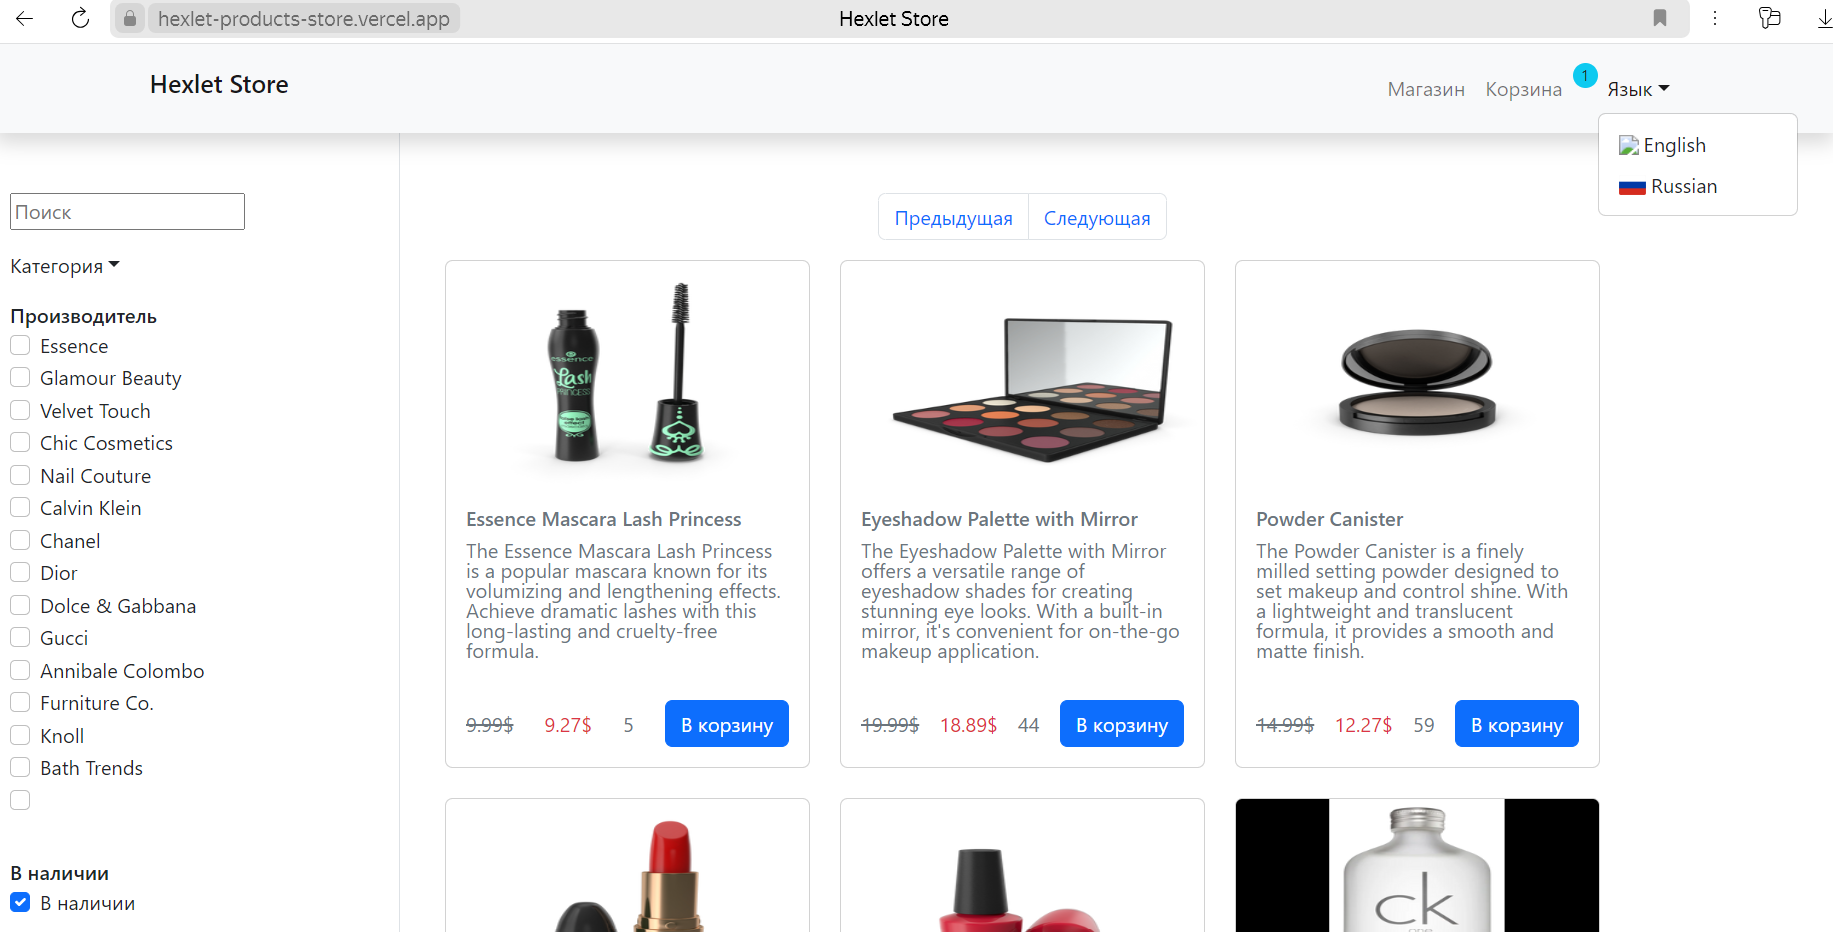 hexlet-products-store.vercel.app
Hexlet Store
Hexlet Store
Магазин
Корзина
1
Язык
English
Russian
Поиск
Категория
Производитель
Essence
Glamour Beauty
Velvet Touch
Chic Cosmetics
Nail Couture
Calvin Klein
Chanel
Dior
Dolce & Gabbana
Gucci
Annibale Colombo
Furniture Co.
Knoll
Bath Trends
В наличии
В наличии
Предыдущая
Следующая
essence
Lash
PRINCESS
Essence Mascara Lash Princess
The Essence Mascara Lash Princess
is a popular mascara known for its
volumizing and lengthening effects.
Achieve dramatic lashes with this
long-lasting and cruelty-free
formula.
9.99$ 9.27$ 5 В корзину
Eyeshadow Palette with Mirror
The Eyeshadow Palette with Mirror
offers a versatile range of
eyeshadow shades for creating
stunning eye looks. With a built-in
mirror, it's convenient for on-the-go
makeup application.
19.99$ 18.89$ 44 В корзину
Powder Canister
The Powder Canister is a finely
milled setting powder designed to
set makeup and control shine. With
a lightweight and translucent
formula, it provides a smooth and
matte finish.
14.99$ 12.27$ 59 В корзину
ck
one